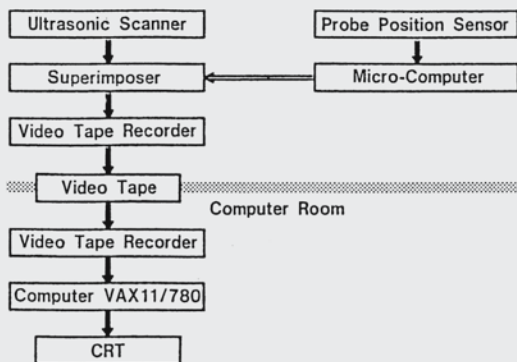 Ultrasonic Scanner
Probe Position Sensor
Superimposer
Micro-Computer
Video Tape Recorder
Video Tape
Computer Room
Video Tape Recorder
Computer VAX11/780
CRT